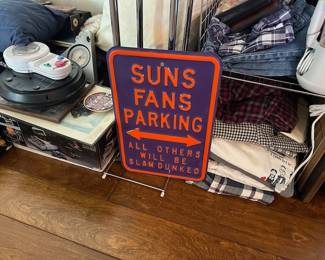 SUNS
FANS
PARKING
ALL OTHERS
WILL BE
SLAM DUNKED